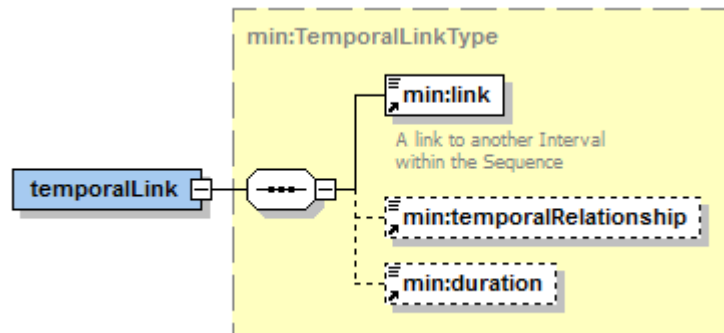 min:TemporalLinkType
min:link
A link to another Interval
within the Sequence
temporalLink
min:temporalRelationship
min:duration